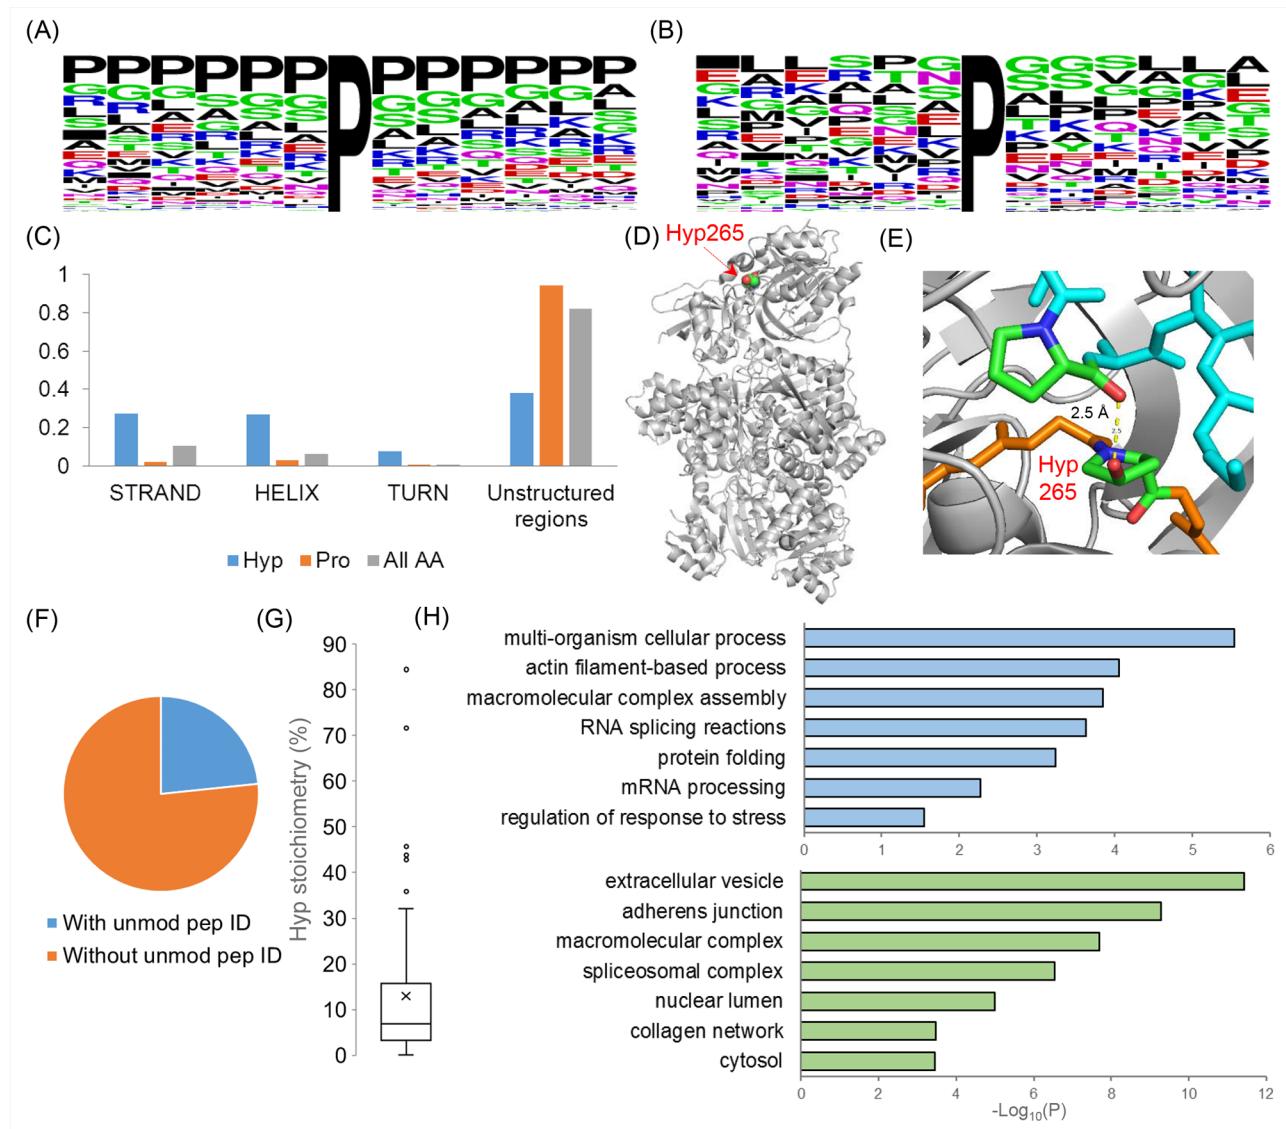 (A)
(B)
(C)
1
0.8
0.6
0.4
0.2
0
STRAND
HELIX
TURN
Unstructured
regions
Hyp
Pro
All AA
(D)
Hyp265
(E)
2.5 Å
2.5
Hyp
265
(F)
With unmod pep ID
Without unmod pep ID
(G)
Hyp stoichiometry (%)
90
80
70
60
50
40
30
20
10
0
(H)
multi-organism cellular process
actin filament-based process
macromolecular complex assembly
RNA splicing reactions
protein folding
mRNA processing
regulation of response to stress
0 1 2 3 4 5 6
extracellular vesicle
adherens junction
macromolecular complex
spliceosomal complex
nuclear lumen
collagen network
cytosol
0 2 4 6 8 10 12
-Log10(P)